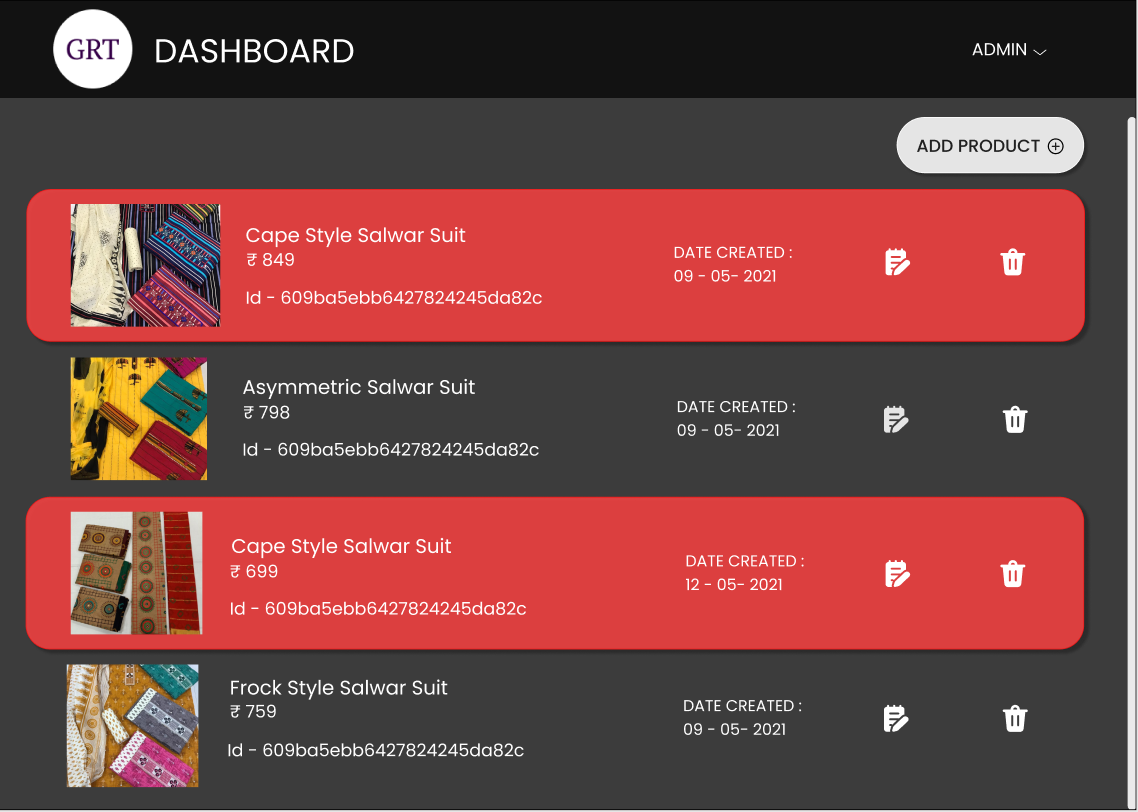 GRT DASHBOARD
ADMIN
ADD PRODUCT
Cape Style Salwar Suit
₹ 849
Id - 609ba5ebb6427824245da82c
DATE CREATED :
09 - 05- 2021
Asymmetric Salwar Suit
₹ 798
Id - 609ba5ebb6427824245da82c
DATE CREATED :
09 - 05- 2021
Cape Style Salwar Suit
₹ 699
Id - 609ba5ebb6427824245da82c
DATE CREATED :
12 - 05- 2021
Frock Style Salwar Suit
₹ 759
Id - 609ba5ebb6427824245da82c
DATE CREATED :
09 - 05- 2021